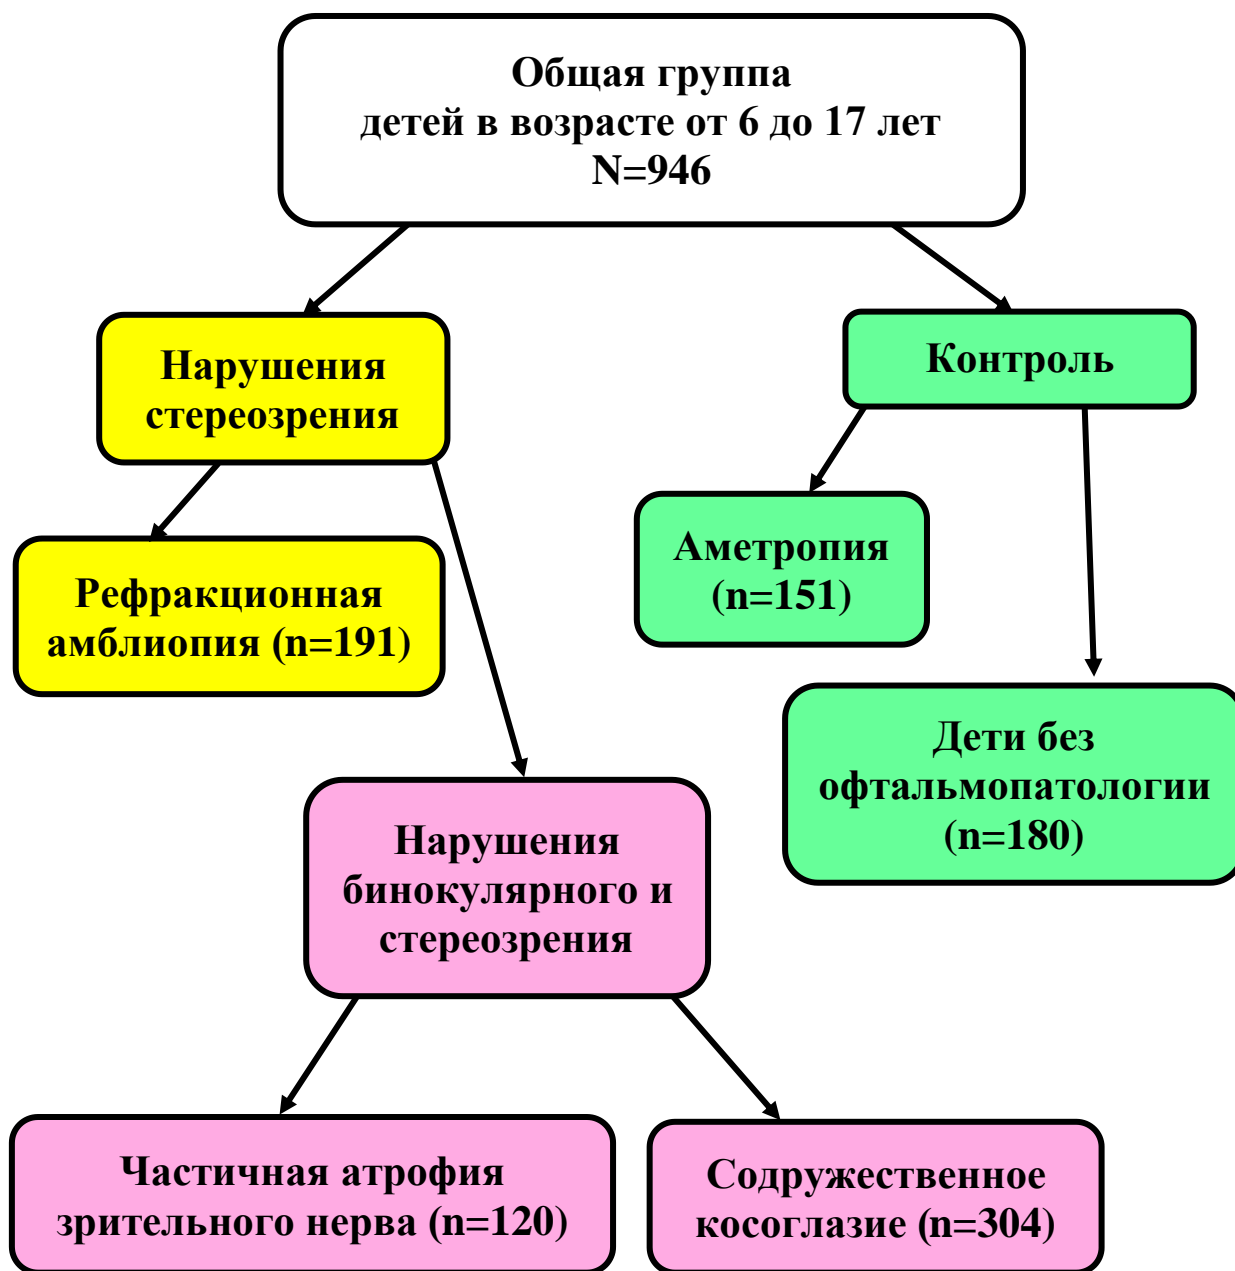 Общая группа
детей в возрасте от 6 до 17 лет
N=946
Нарушения
стереозрения
Контроль
Аметропия
(n=151)
Рефракционная
амблиопия (n=191)
Дети без
офтальмопатологии
(n=180)
Нарушения
бинокулярного и
стереозрения
Частичная атрофия
зрительного нерва (n=120)
Содружественное
косоглазие (n=304)